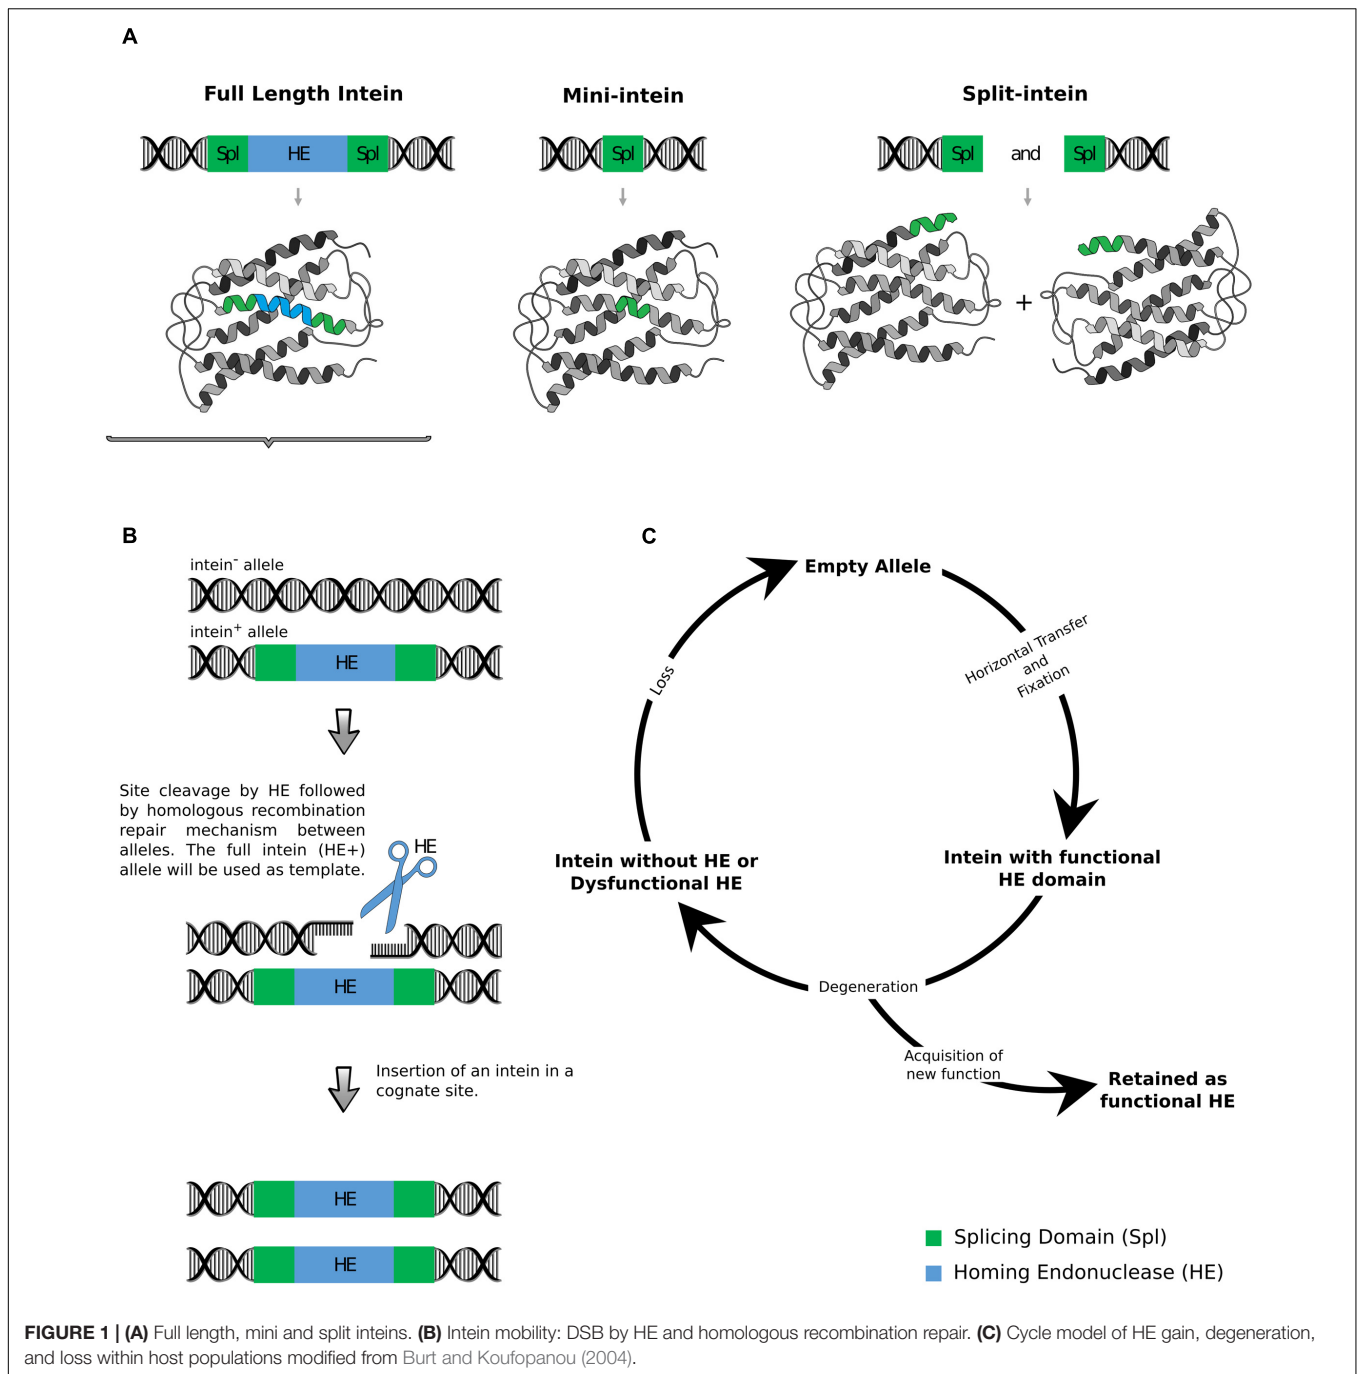 A
Full Length Intein
Mini-intein
Split-intein
Spl HE Spl
Spl
Spl and Spl
+
B
intein- allele
intein+ allele
HE
Site cleavage by HE followed
by homologous recombination
repair mechanism between
alleles. The full intein (HE+)
allele will be used as template.
HE
HE
Insertion of an intein in a
cognate site.
HE
HE
C
Empty Allele
Horizontal Transfer
and
Fixation
Intein with functional
HE domain
Degeneration
Acquisition of
new function
Retained as
functional HE
Intein without HE or
Dysfunctional HE
Loss
Splicing Domain (Spl)
Homing Endonuclease (HE)
FIGURE 1 | (A) Full length, mini and split inteins. (B) Intein mobility: DSB by HE and homologous recombination repair. (C) Cycle model of HE gain, degeneration,
and loss within host populations modified from Burt and Koufopanou (2004).